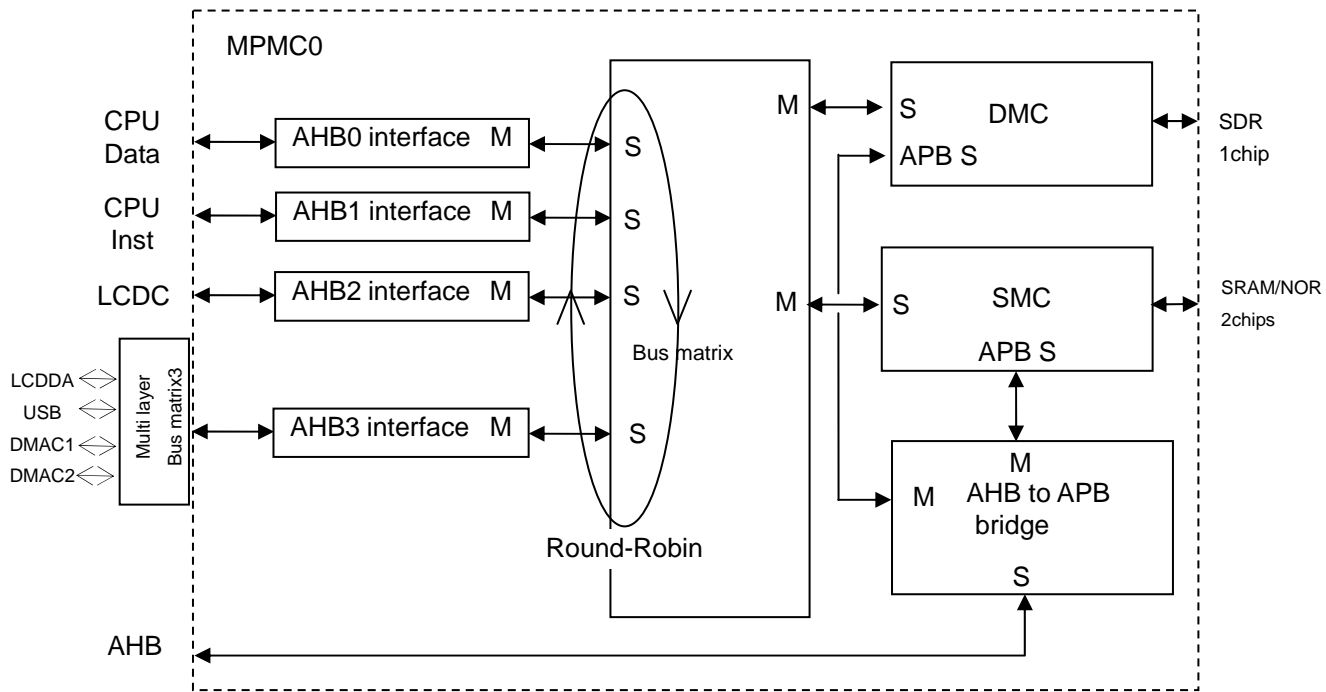 MPMC0
CPU
Data
AHB0 interface M
S
M
S
DMC
APB S
SDR
1chip
CPU
Inst
AHB1 interface M
S
LCDC
AHB2 interface M
S
M
S
SMC
APB S
SRAM/NOR
2chips
Bus matrix
LCDDA
USB
DMAC1
DMAC2
Multi layer
Bus matrix3
AHB3 interface M
S
Round-Robin
M
M
AHB to APB
bridge
S
AHB